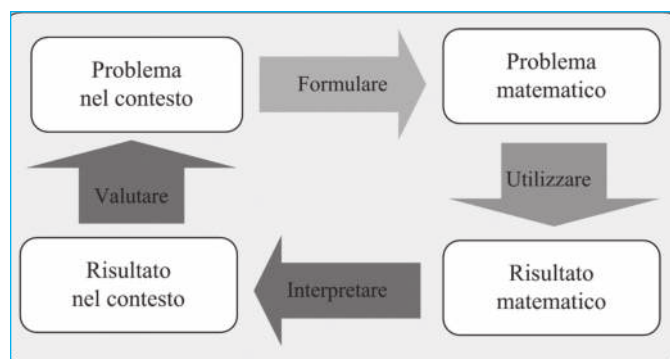 Problema
nel contesto
Formulare
Problema
matematico
Valutare
Utilizzare
Risultato
nel contesto
Interpretare
Risultato
matematico